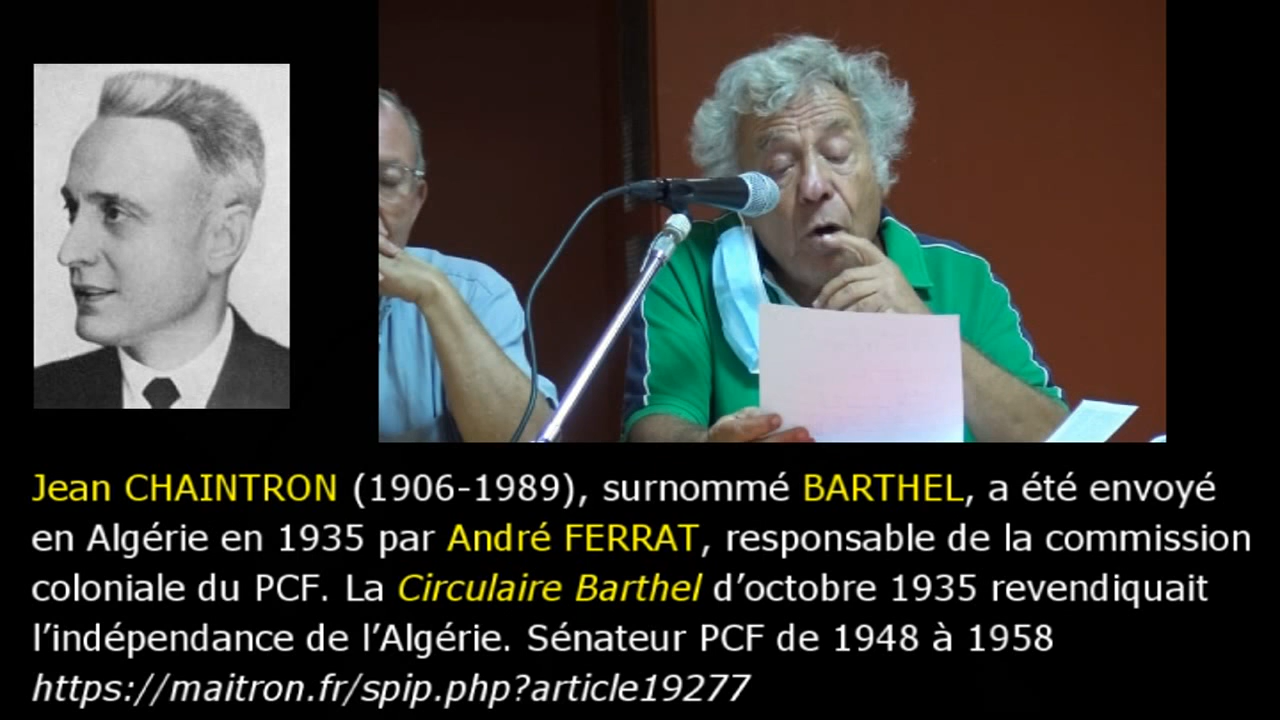 Jean CHAINTRON (1906-1989), surnommé BARTHEL, a été envoyé
en Algérie en 1935 par André FERRAT, responsable de la commission
coloniale du PCF. La Circulaire Barthel d’octobre 1935 revendiquait
l’indépendance de l’Algérie. Sénateur PCF de 1948 à 1958
https://maitron.fr/spip.php?article19277